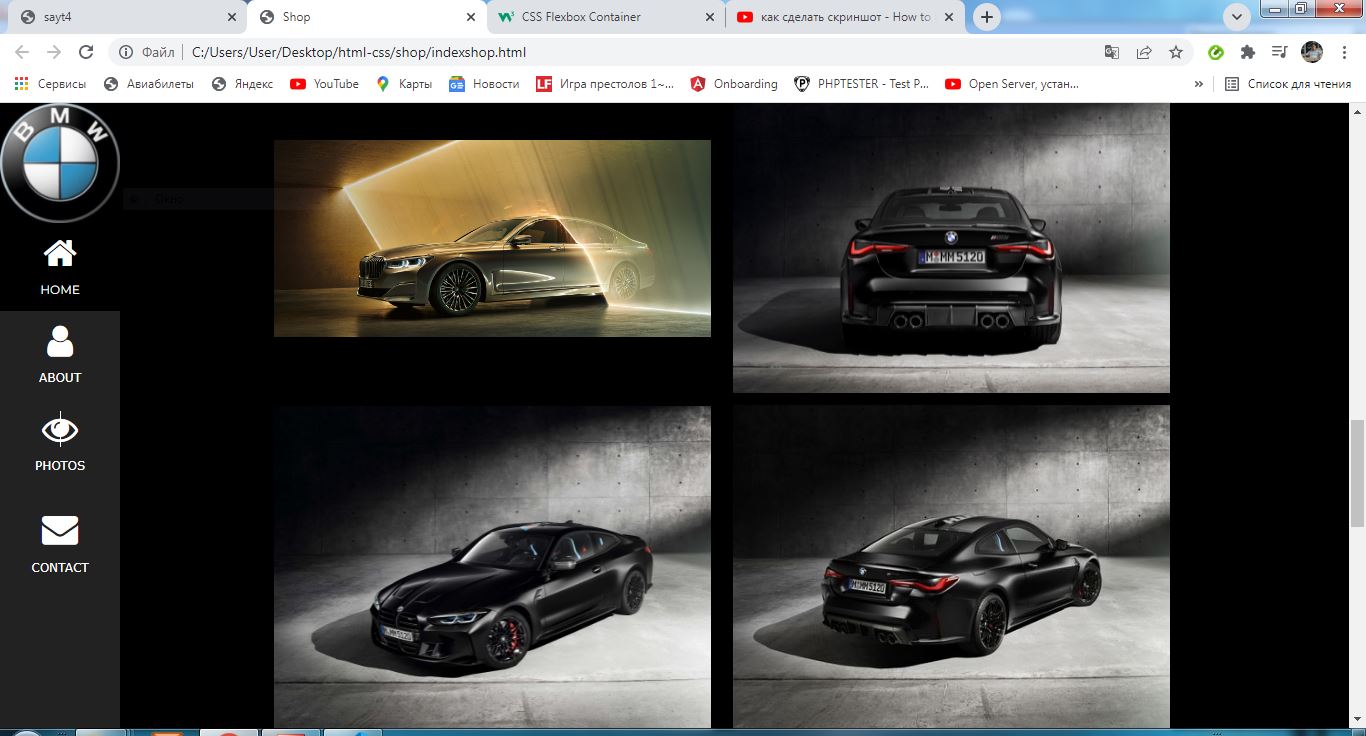 sayt4
Shop
CSS Flexbox Container
как сделать скриншот - How to
Файл
C:/Users/User/Desktop/html-css/shop/indexshop.html
Сервисы
Авиабилеты
Яндекс
YouTube
Карты
Новости
Игра престолов 1~...
Onboarding
PHPTESTER - Test P...
Open Server, устан...
»
Список для чтения
BMW
Окно
HOME
ABOUT
PHOTOS
CONTACT
M MM 5120
M MM 5120
M MM 5120